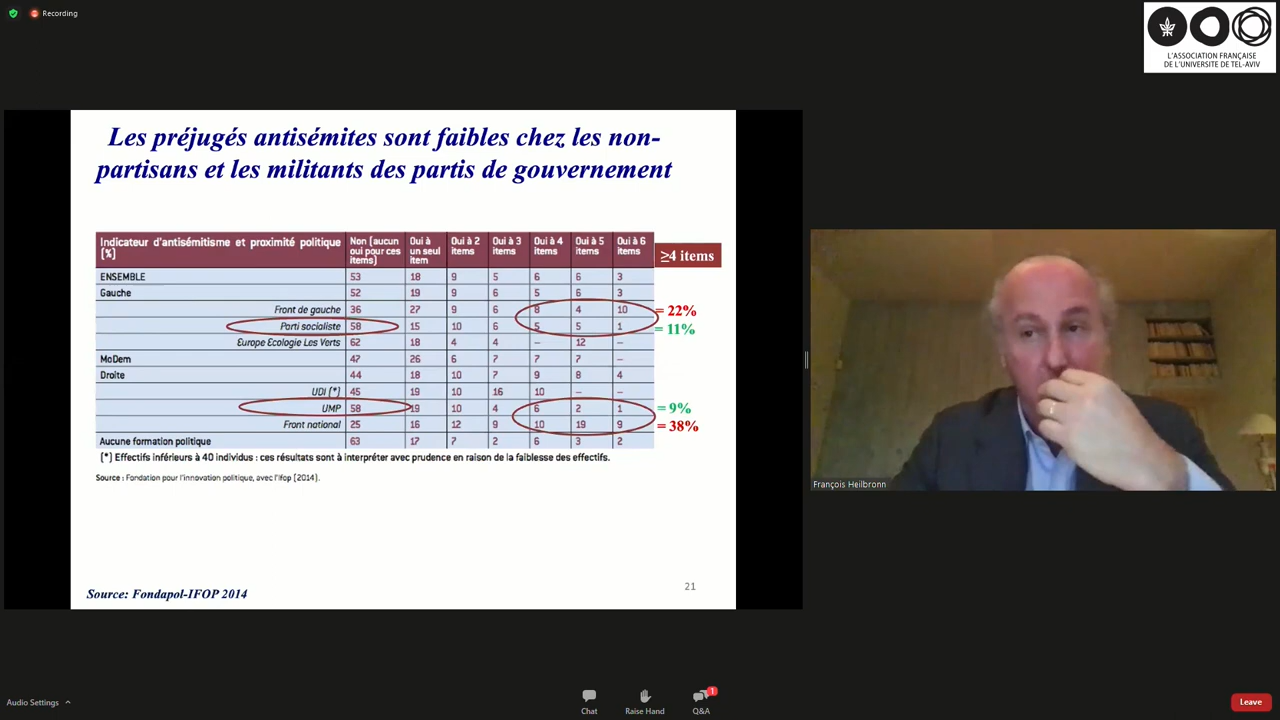 Recording
L'ASSOCIATION FRANÇAISE
DE L'UNIVERSITE DE TEL-AVIV
Les préjugés antisémites sont faibles chez les non-
partisans et les militants des partis de gouvernement
Indicateur d'antisémitisme et proximité politique (%) Non (aucun oui pour ces items) Oui à un seul item Oui à 2 items Oui à 3 items Oui à 4 items Oui à 5 items Oui à 6 items ≥4 items
ENSEMBLE 53 18 9 5 6 6 3
Gauche 52 19 9 6 5 6 3
Front de gauche 36 27 9 6 8 4 10 = 22%
Parti socialiste 58 15 10 6 5 5 1 = 11%
Europe Ecologie Les Verts 62 18 4 4 – 12 –
MoDem 47 26 6 7 7 7 –
Droite 44 18 10 7 9 8 4
UDI (*) 45 19 10 16 10 – –
UMP 58 19 10 4 6 2 1 = 9%
Front national 25 16 12 9 10 19 9 = 38%
Aucune formation politique 63 17 7 2 6 3 2
(*) Effectifs inférieurs à 40 individus : ces résultats sont à interpréter avec prudence en raison de la faiblesse des effectifs.
Source : Fondation pour l'innovation politique, avec l'Ifop (2014).
21
Source: Fondapol-IFOP 2014
François Heilbronn
Audio Settings
Chat
Raise Hand
1
Q&A
Leave